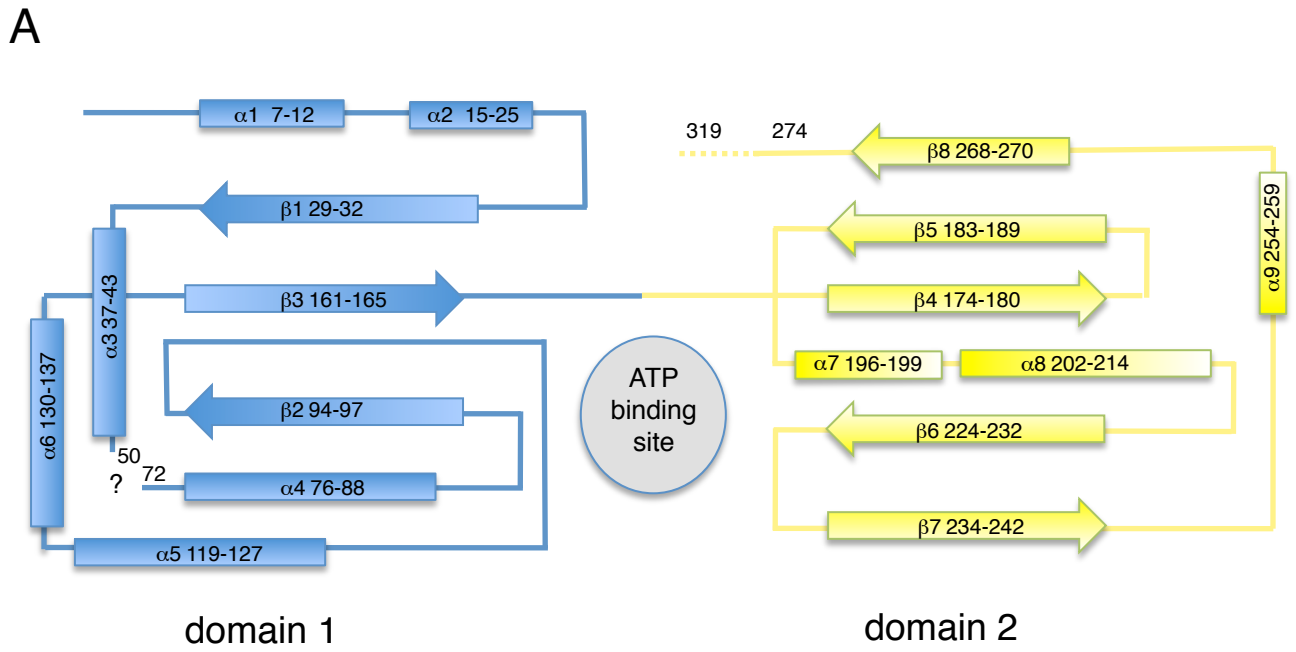 A
α1 7-12
α2 15-25
β1 29-32
α3 37-43
β3 161-165
α6 130-137
β2 94-97
50
?
72
α4 76-88
α5 119-127
domain 1
ATP
binding
site
319
274
β8 268-270
β5 183-189
α9 254-259
β4 174-180
α7 196-199
α8 202-214
β6 224-232
β7 234-242
domain 2